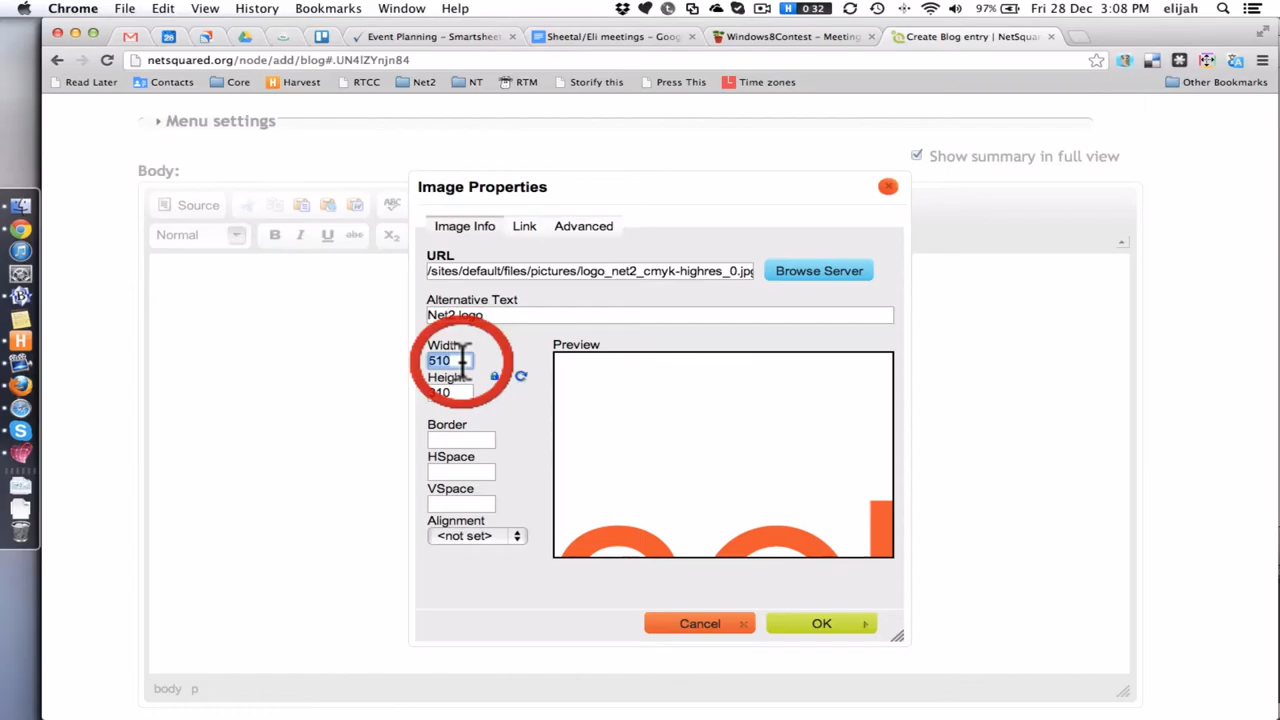 Chrome File Edit View History Bookmarks Window Help 0:32 97% Fri 28 Dec 3:08 PM elijah
28 Event Planning - Smartshee Sheetal/Eli meetings - Goog Windows8Contest - Meeting Create Blog entry | NetSquar
netsquared.org/node/add/blog#.UN4lZYnjn84
Read Later Contacts Core Harvest RTCC Net2 NT RTM Storify this Press This Time zones Other Bookmarks
Menu settings
Show summary in full view
Body:
Source
Normal B I U abc X2
Image Properties
Image Info Link Advanced
URL
/sites/default/files/pictures/logo_net2_cmyk-highres_0.jpg
Browse Server
Alternative Text
Net2 logo
Width
510
Height
310
Preview
Border
HSpace
VSpace
Alignment
<not set>
Cancel OK
body p